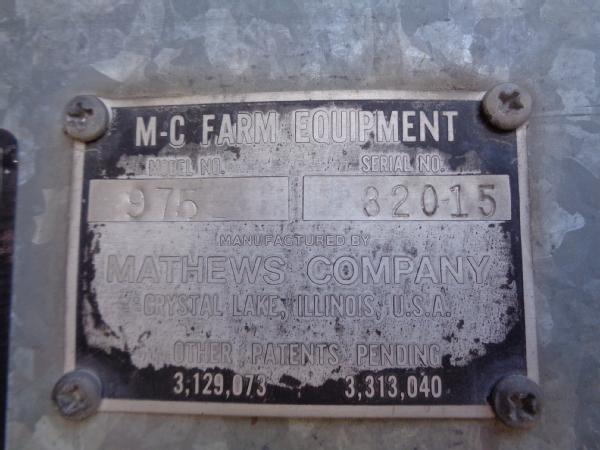 M-C FARM EQUIPMENT
MODEL NO. SERIAL NO.
975 82015
MANUFACTURED BY
MATHEWS COMPANY
CRYSTAL LAKE, ILLINOIS, U.S.A.
OTHER PATENTS PENDING
3,129,073 3,313,040